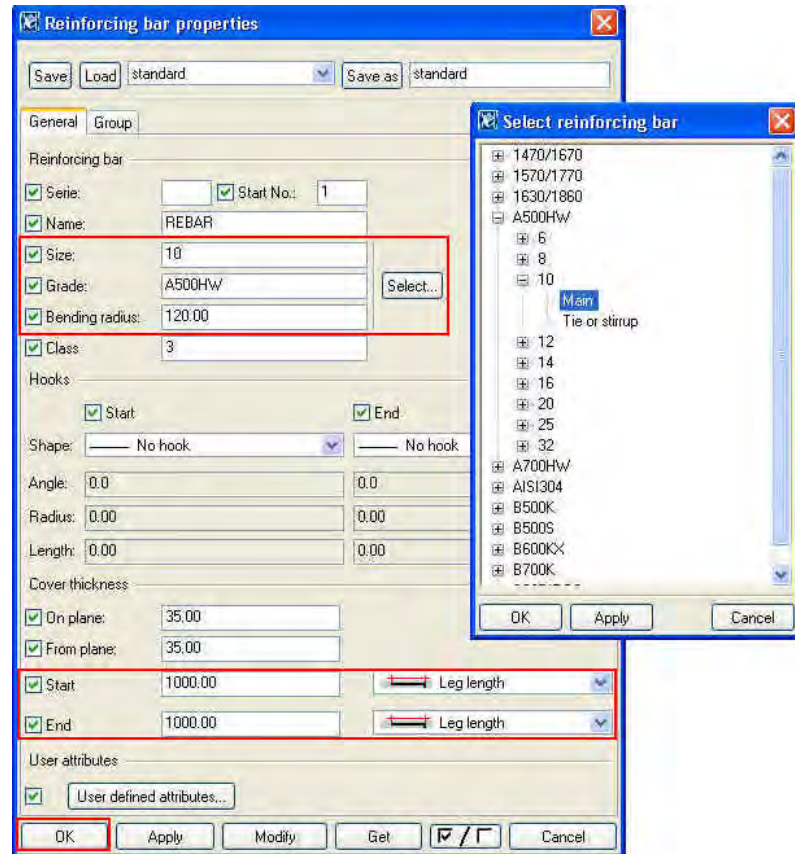 Reinforcing bar properties
Save Load standard Save as standard
General Group
Reinforcing bar
Serie: Start No.: 1
Name: REBAR
Size: 10
Grade: A500HW Select...
Bending radius: 120.00
Class 3
Hooks
Start End
Shape: No hook No hook
Angle: 0.0 0.0
Radius: 0.00 0.00
Length: 0.00 0.00
Cover thickness
On plane: 35.00
From plane: 35.00
Start 1000.00 Leg length
End 1000.00 Leg length
User attributes
User defined attributes...
OK Apply Modify Get / Cancel
Select reinforcing bar
1470/1670
1570/1770
1630/1860
A500HW
6
8
10
Main
Tie or stirrup
12
14
16
20
25
32
A700HW
AISI304
B500K
B500S
B600KX
B700K
OK Apply Cancel